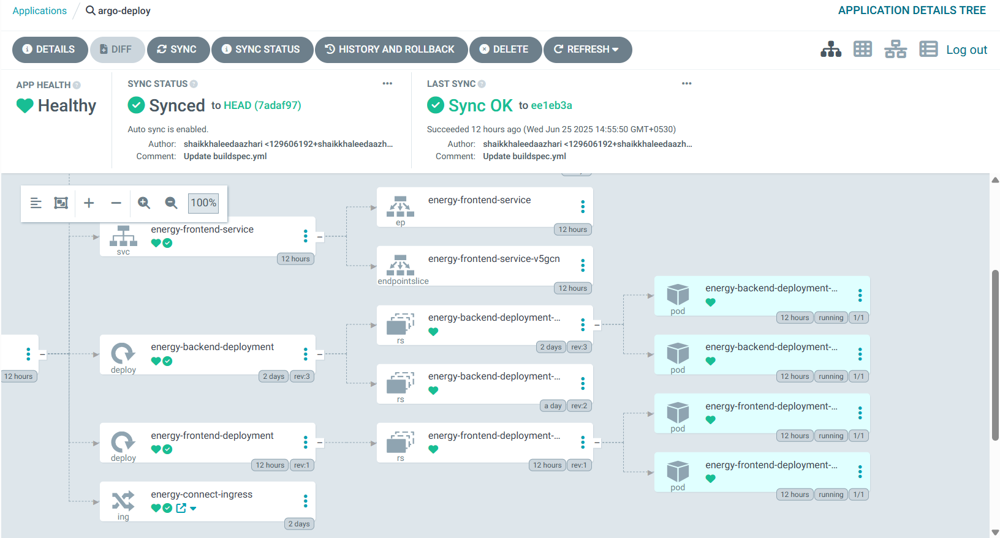 Applications
argo-deploy
APPLICATION DETAILS TREE
DETAILS
DIFF
SYNC
SYNC STATUS
HISTORY AND ROLLBACK
DELETE
REFRESH
Log out
APP HEALTH
Healthy
SYNC STATUS
Synced to HEAD (7adaf97)
Auto sync is enabled.
Author: shaikkhaleedaazhari <129606192+shaikkhaleedaazh...
Comment: Update buildspec.yml
LAST SYNC
Sync OK to ee1eb3a
Succeeded 12 hours ago (Wed Jun 25 2025 14:55:50 GMT+0530)
Author: shaikkhaleedaazhari <129606192+shaikkhaleedaazh...
Comment: Update buildspec.yml
100%
12 hours
energy-frontend-service
svc
12 hours
energy-backend-deployment
deploy
2 days rev:3
energy-frontend-deployment
deploy
12 hours rev:1
energy-connect-ingress
ing
2 days
energy-frontend-service
ep
12 hours
energy-frontend-service-v5gcn
endpointslice
12 hours
energy-backend-deployment-...
rs
2 days rev:3
energy-backend-deployment-...
rs
a day rev:2
energy-frontend-deployment-...
rs
12 hours rev:1
energy-backend-deployment-...
pod
12 hours running 1/1
energy-backend-deployment-...
pod
12 hours running 1/1
energy-frontend-deployment-...
pod
12 hours running 1/1
energy-frontend-deployment-...
pod
12 hours running 1/1